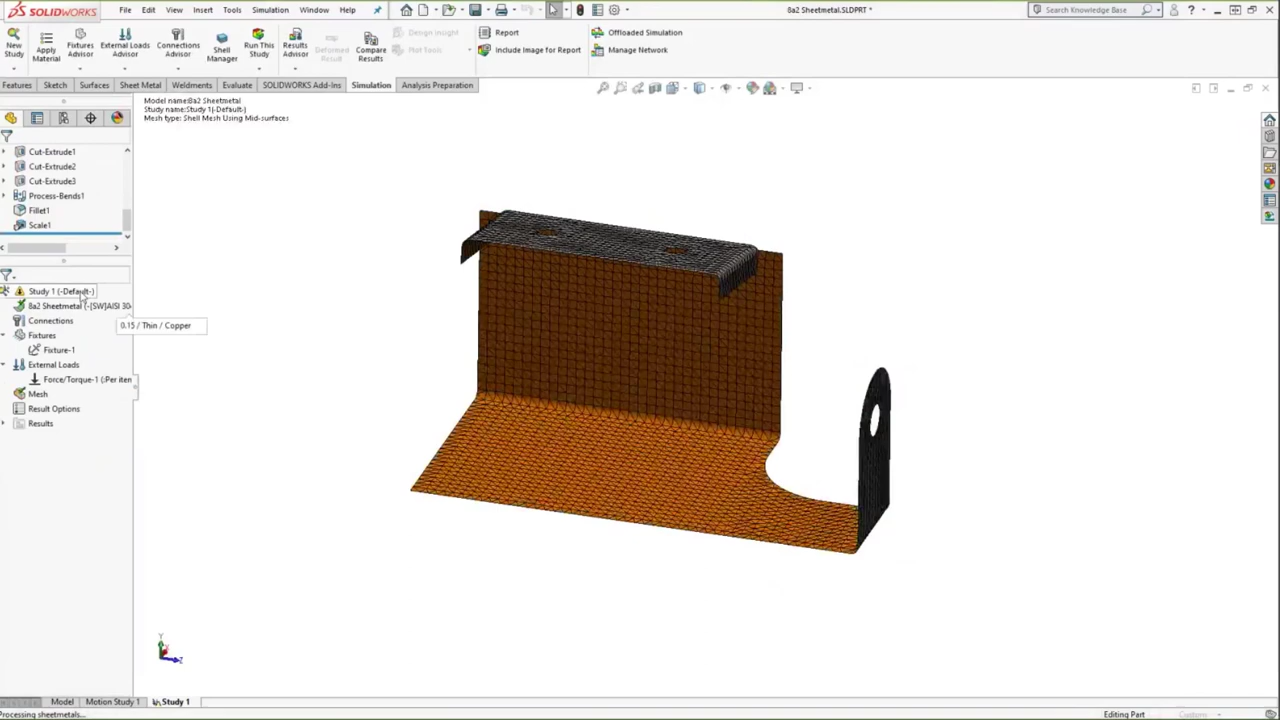 SOLIDWORKS
File
Edit
View
Insert
Tools
Simulation
Window
Help
8a2 Sheetmetal.SLDPRT *
Search Knowledge Base
?
New
Study
Apply
Material
Fixtures
Advisor
External Loads
Advisor
Connections
Advisor
Shell
Manager
Run This
Study
Results
Advisor
Deformed
Result
Compare
Results
Design Insight
Plot Tools
Report
Include Image for Report
Offloaded Simulation
Manage Network
Features
Sketch
Surfaces
Sheet Metal
Weldments
Evaluate
SOLIDWORKS Add-Ins
Simulation
Analysis Preparation
Model name:8a2 Sheetmetal
Study name:Study 1(-Default-)
Mesh type: Shell Mesh Using Mid-surfaces
Cut-Extrude1
Cut-Extrude2
Cut-Extrude3
Process-Bends1
Fillet1
Scale1
Study 1 (-Default-)
8a2 Sheetmetal (-[SW]AISI 30
Connections
0.15 / Thin / Copper
Fixtures
Fixture-1
External Loads
Force/Torque-1 (:Per item
Mesh
Result Options
Results
Y
Z
Model
Motion Study 1
Study 1
Processing sheetmetals...
Editing Part
Customs